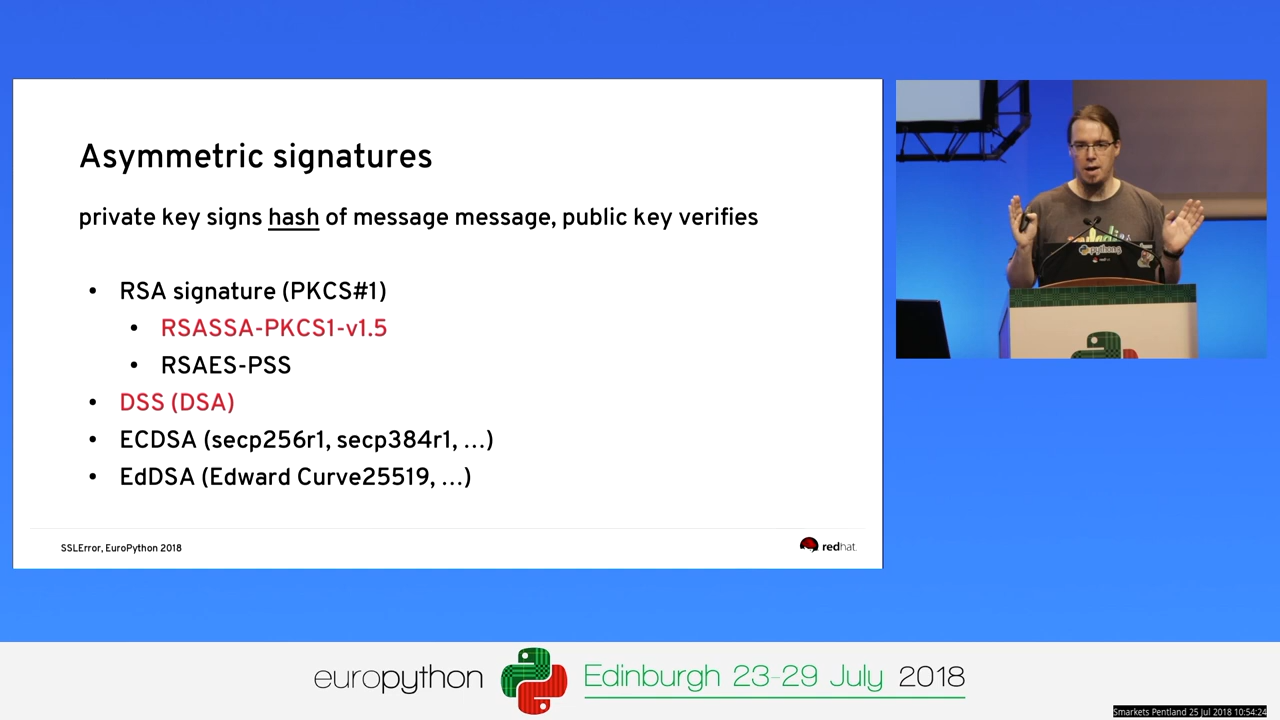 Asymmetric signatures
private key signs hash of message message, public key verifies
• RSA signature (PKCS#1)
• RSASSA-PKCS1-v1.5
• RSAES-PSS
• DSS (DSA)
• ECDSA (secp256r1, secp384r1, …)
• EdDSA (Edward Curve25519, …)
SSLError, EuroPython 2018
redhat.
europython
Edinburgh 23-29 July 2018
Smarkets Pentland 25 Jul 2018 10:54:24